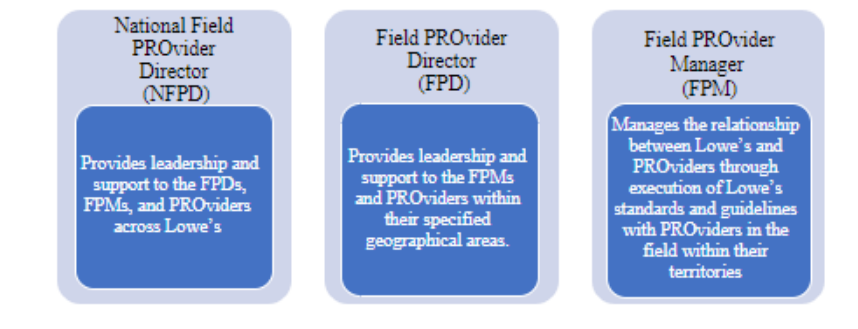 National Field
PROvider
Director
(NFPD)
Provides leadership and
support to the FPDs,
FPMs, and PROviders
across Lowe's
Field PROvider
Director
(FPD)
Provides leadership and
support to the FPMs
and PROviders within
their specified
geographical areas.
Field PROvider
Manager
(FPM)
Manages the relationship
between Lowe's and
PROviders through
execution of Lowe's
standards and guidelines
with PROviders in the
field within their
territories